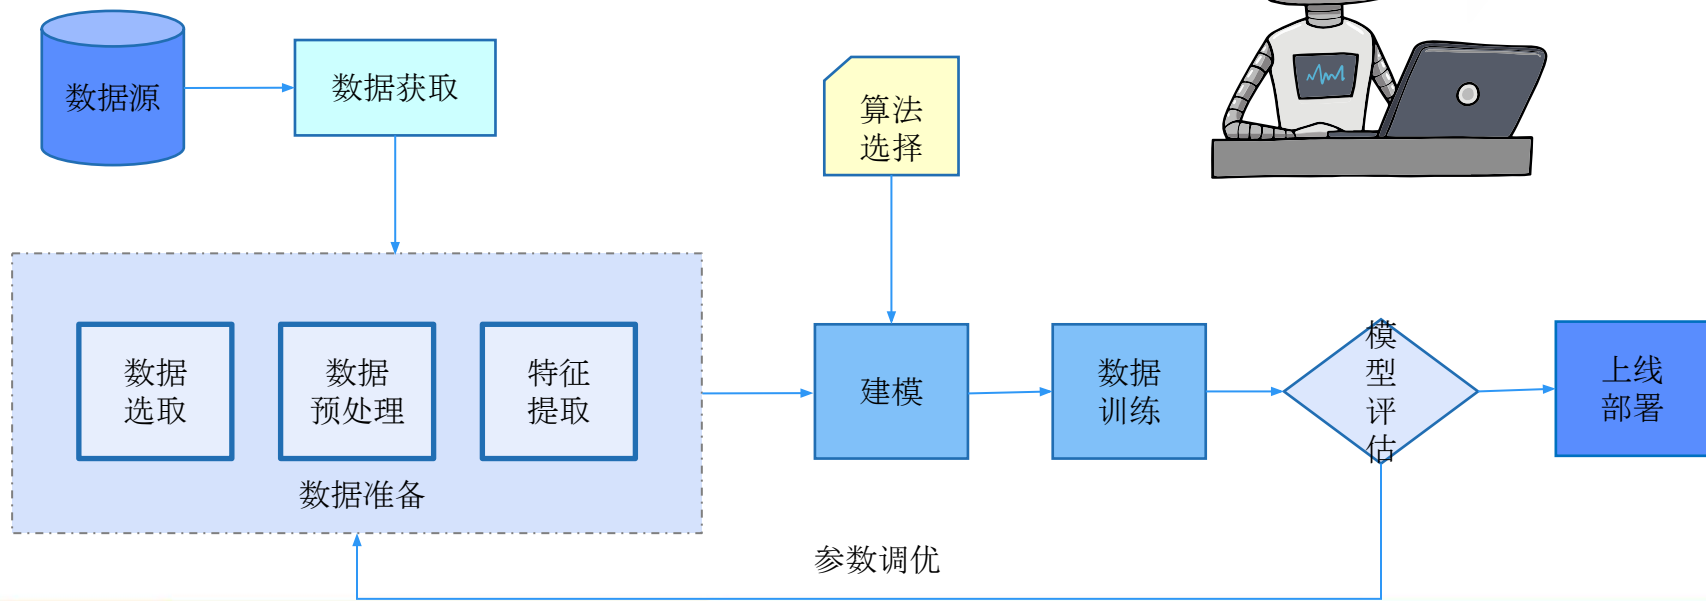 数据源
数据获取
算法
选择
数据
选取
数据
预处理
特征
提取
数据准备
建模
数据
训练
模
型
评
估
上线
部署
参数调优